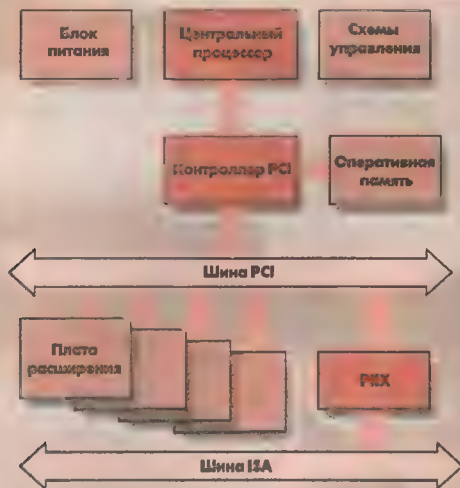 Блок
питания
Центральный
процессор
Схемы
управления
Контроллер PCI
Оперативная
память
Шина PCI
Плата
расширения
PIIX
Шина ISA